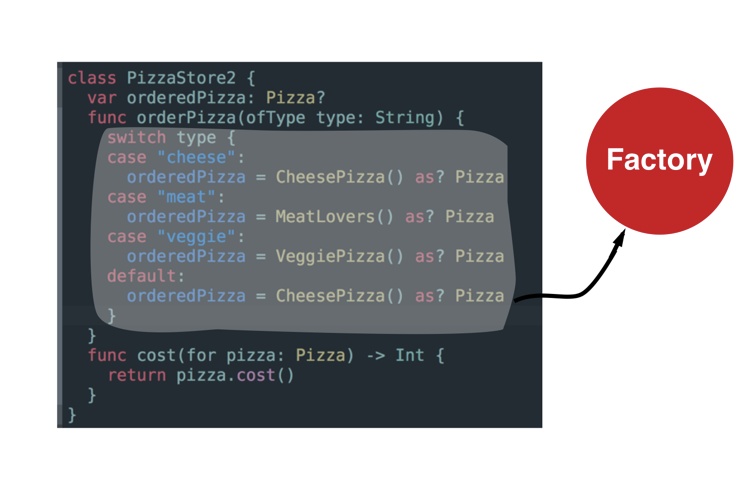 class PizzaStore2 {
var orderedPizza: Pizza?
func orderPizza(ofType type: String) {
switch type {
case "cheese":
orderedPizza = CheesePizza() as? Pizza
case "meat":
orderedPizza = MeatLovers() as? Pizza
case "veggie":
orderedPizza = VeggiePizza() as? Pizza
default:
orderedPizza = CheesePizza() as? Pizza
}
}
func cost(for pizza: Pizza) -> Int {
return pizza.cost()
}
}
Factory